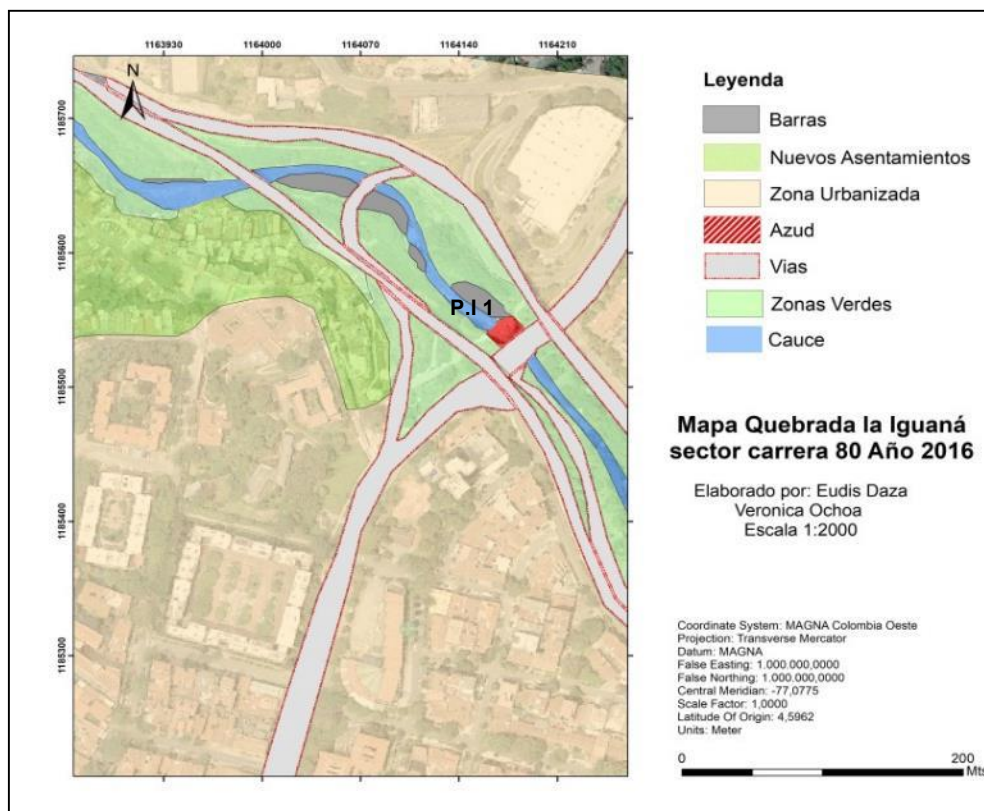 1163930 1164000 1164070 1164140 1164210
N
1185700
1185600
1185500
1185400
1185300
P.I 1
Leyenda
Barras
Nuevos Asentamientos
Zona Urbanizada
Azud
Vias
Zonas Verdes
Cauce
Mapa Quebrada la Iguaná
sector carrera 80 Año 2016
Elaborado por: Eudis Daza
Veronica Ochoa
Escala 1:2000
Coordinate System: MAGNA Colombia Oeste
Projection: Transverse Mercator
Datum: MAGNA
False Easting: 1.000.000,0000
False Northing: 1.000.000,0000
Central Meridian: -77,0775
Scale Factor: 1,0000
Latitude Of Origin: 4,5962
Units: Meter
0 200
Mts